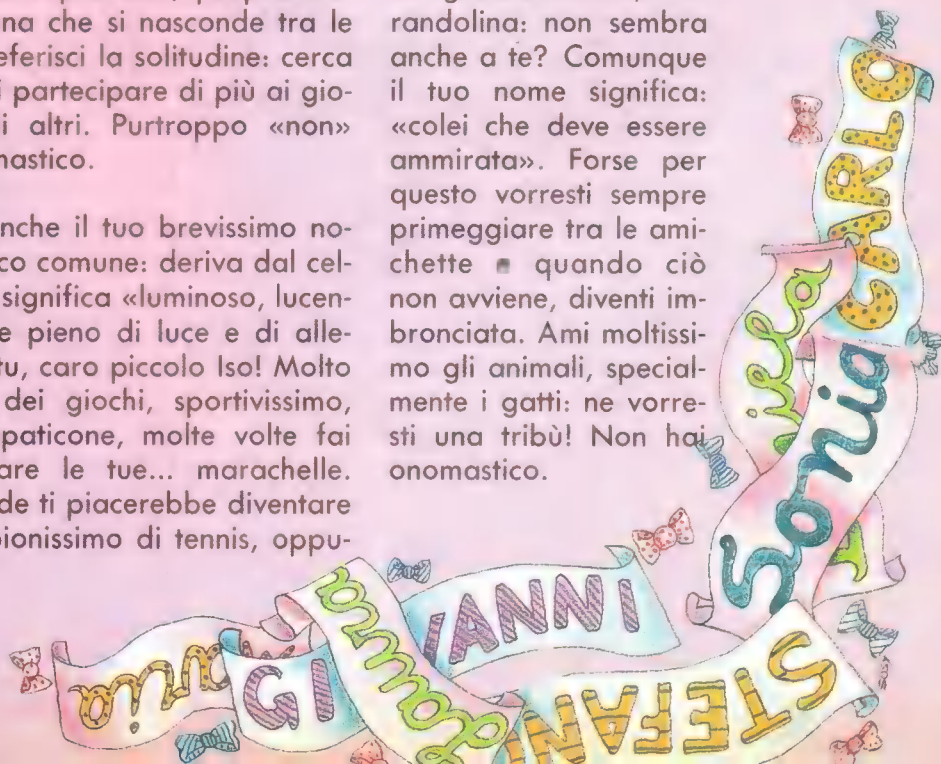 na che si nasconde tra le
eferisci la solitudine: cerca
i partecipare di più ai gio-
i altri. Purtroppo «non»
mastico.
nche il tuo brevissimo no-
co comune: deriva dal cel-
significa «luminoso, lucen-
e pieno di luce e di alle-
tu, caro piccolo Iso! Molto
dei giochi, sportivissimo,
paticone, molte volte fai
are le tue... marachelle.
de ti piacerebbe diventare
pionissimo di tennis, oppu-
randolina: non sembra
anche a te? Comunque
il tuo nome significa:
«colei che deve essere
ammirata». Forse per
questo vorresti sempre
primeggiare tra le ami-
chette quando ciò
non avviene, diventi im-
bronciata. Ami moltissi-
mo gli animali, special-
mente i gatti: ne vorre-
sti una tribù! Non hai
onomastico.
CARLO
Sonia
GI
VANNI
STEFAN